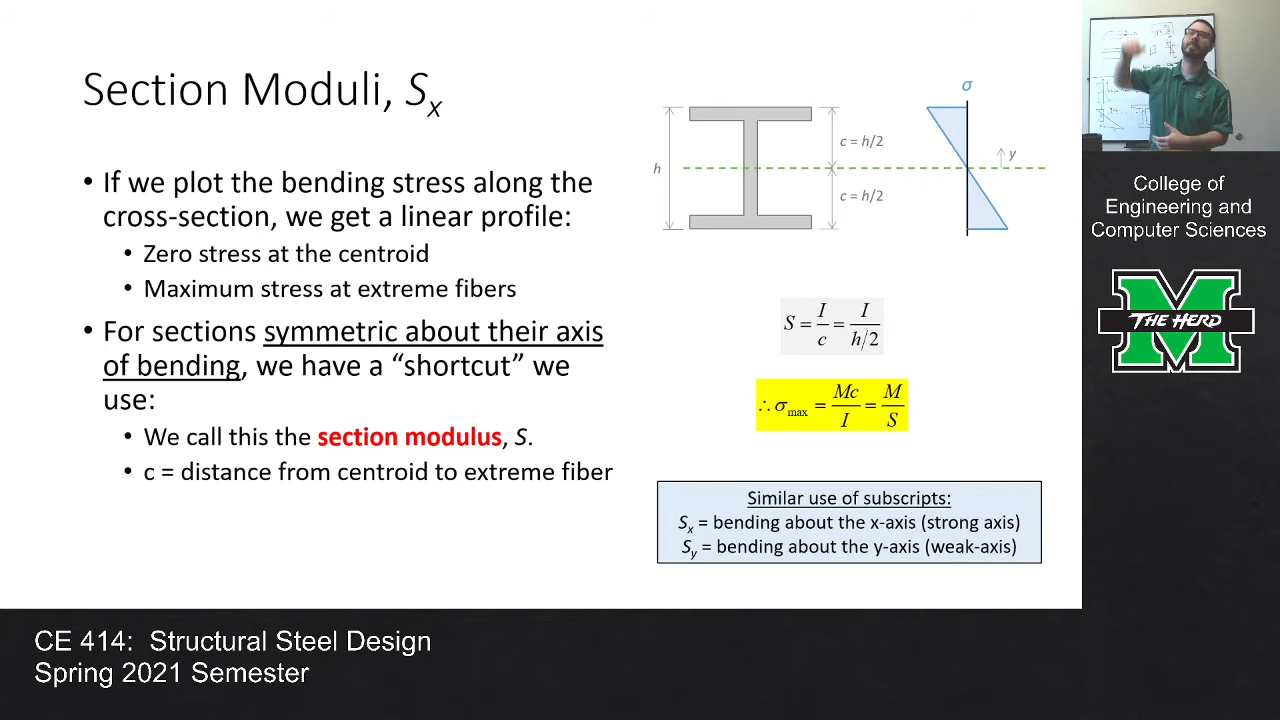 Section Moduli, Sx
• If we plot the bending stress along the
cross-section, we get a linear profile:
• Zero stress at the centroid
• Maximum stress at extreme fibers
• For sections symmetric about their axis
of bending, we have a “shortcut” we
use:
• We call this the section modulus, S.
• c = distance from centroid to extreme fiber
σ
h
c = h/2
c = h/2
y
S = I/c = I/(h/2)
∴ σmax = Mc/I = M/S
Similar use of subscripts:
Sx = bending about the x-axis (strong axis)
Sy = bending about the y-axis (weak-axis)
College of
Engineering and
Computer Sciences
THE HERD
CE 414: Structural Steel Design
Spring 2021 Semester